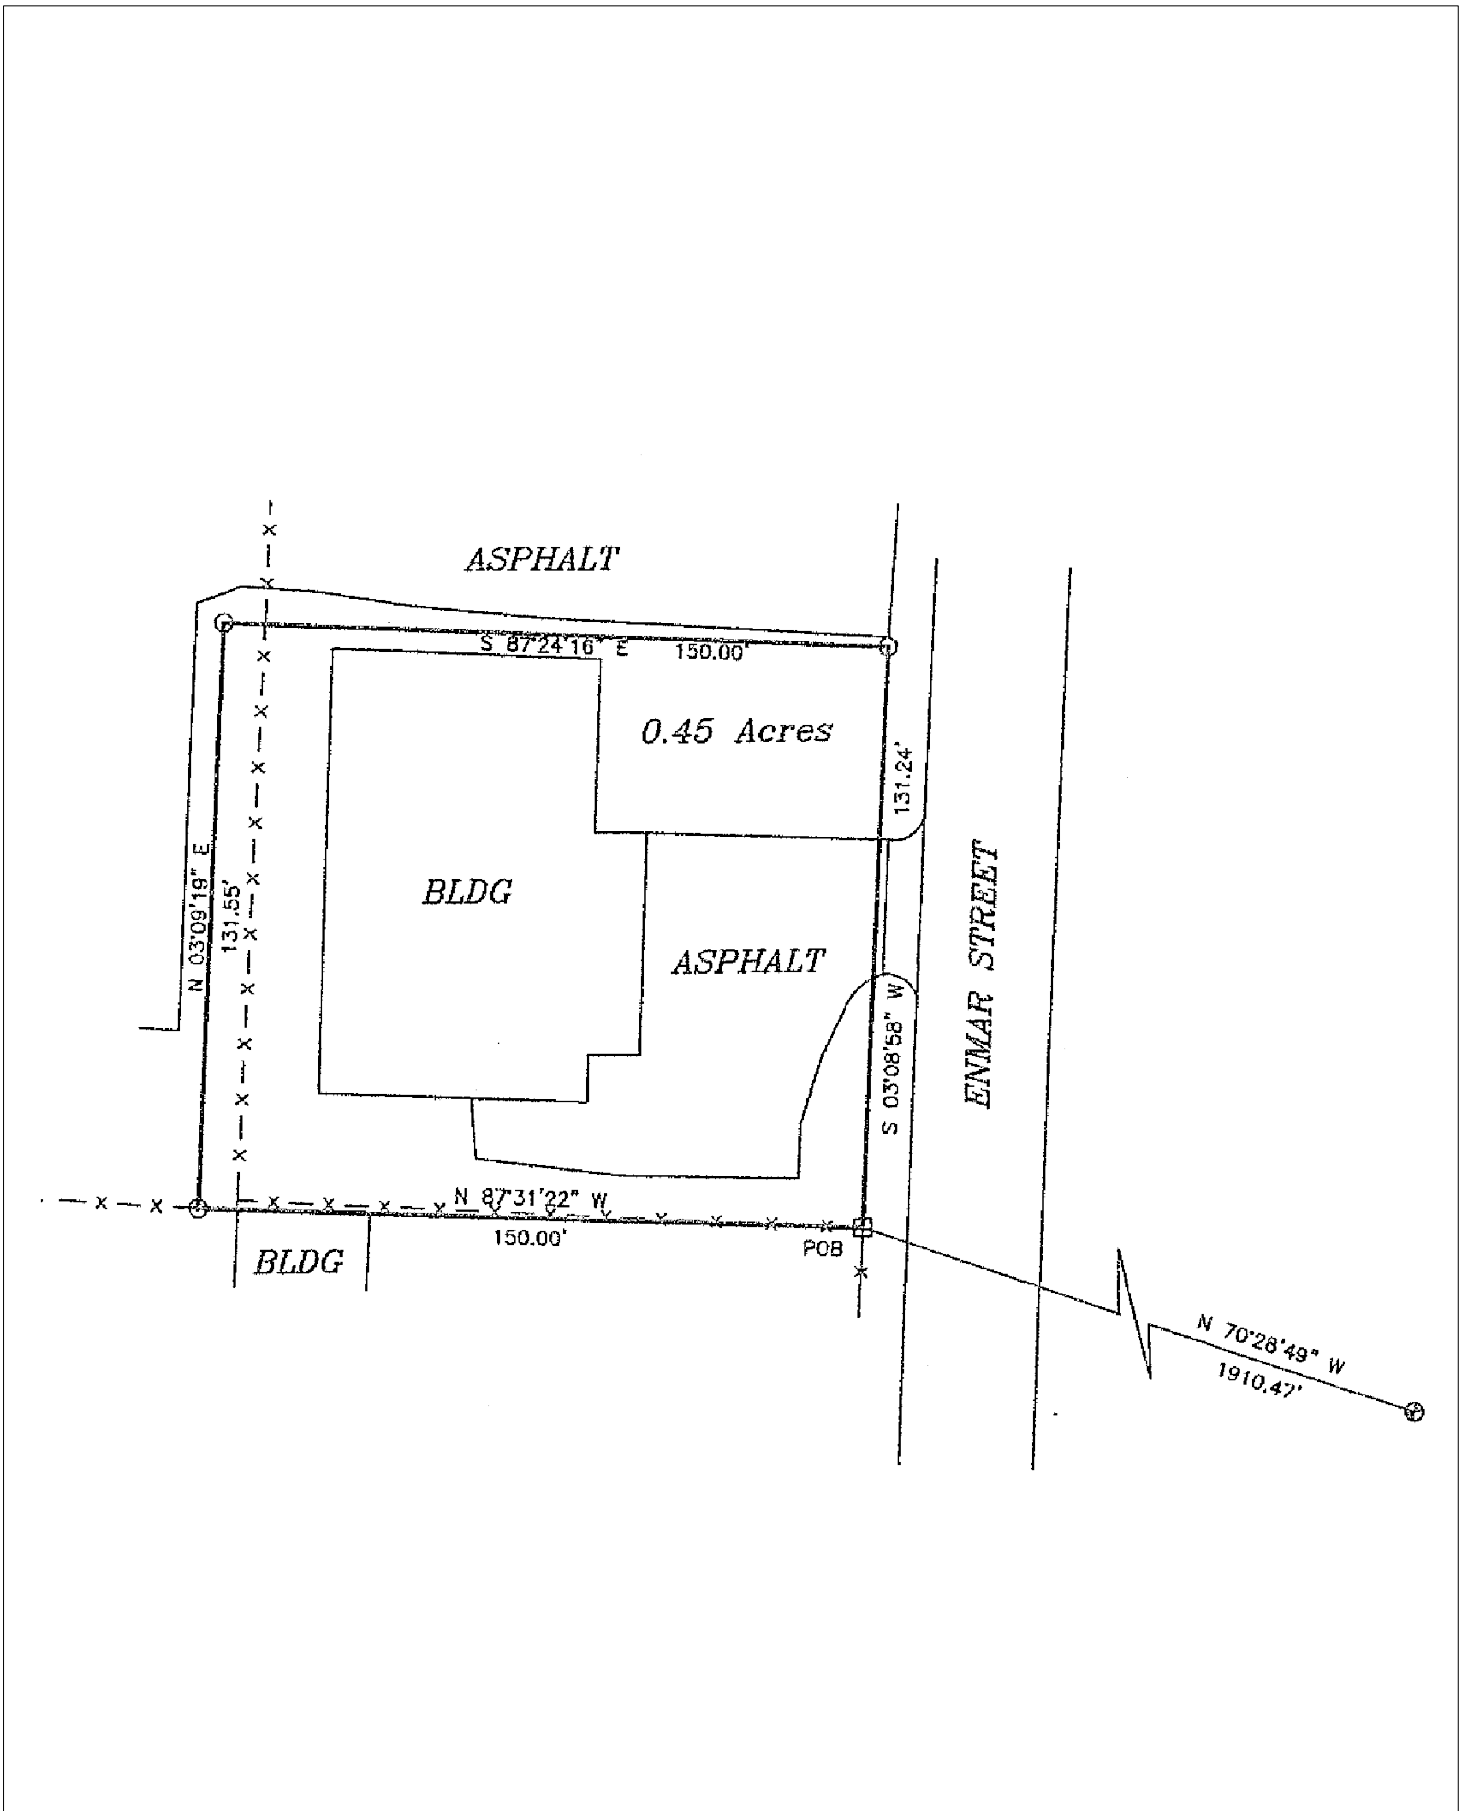 ASPHALT
S 87°24'16" E 150.00'
0.45 Acres
131.24'
N 03°09'19" E
131.55'
BLDG
ASPHALT
S 03°08'58" W
ENMAR STREET
N 87°31'22" W
150.00'
POB
BLDG
N 70°28'49" W
1910.47'